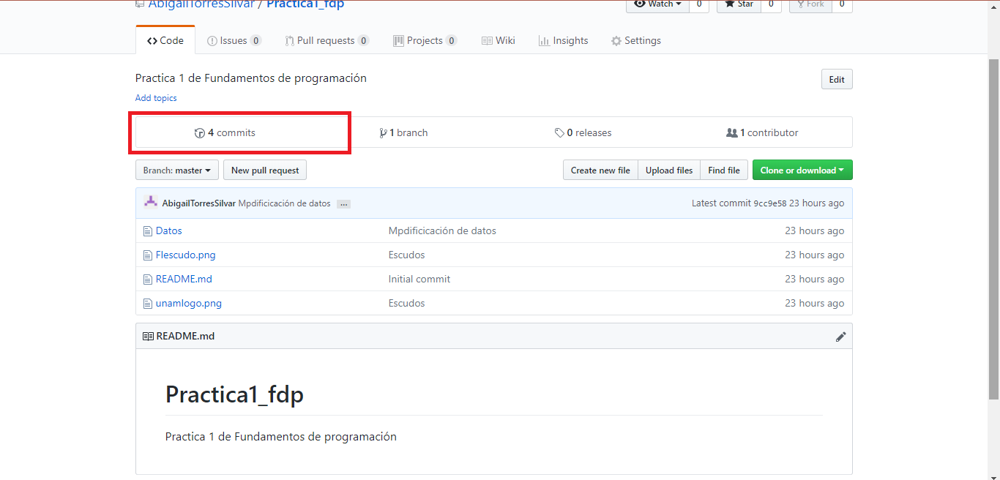 AbigailTorresSilvar / Practica1_fdp
Watch 0 Star 0 Fork 0
Code Issues 0 Pull requests 0 Projects 0 Wiki Insights Settings
Practica 1 de Fundamentos de programación Edit
Add topics
4 commits 1 branch 0 releases 1 contributor
Branch: master New pull request Create new file Upload files Find file Clone or download
AbigailTorresSilvar Mpdificicación de datos ... Latest commit 9cc9e58 23 hours ago
Datos Mpdificicación de datos 23 hours ago
FIescudo.png Escudos 23 hours ago
README.md Initial commit 23 hours ago
unamlogo.png Escudos 23 hours ago
README.md
Practica1_fdp
Practica 1 de Fundamentos de programación